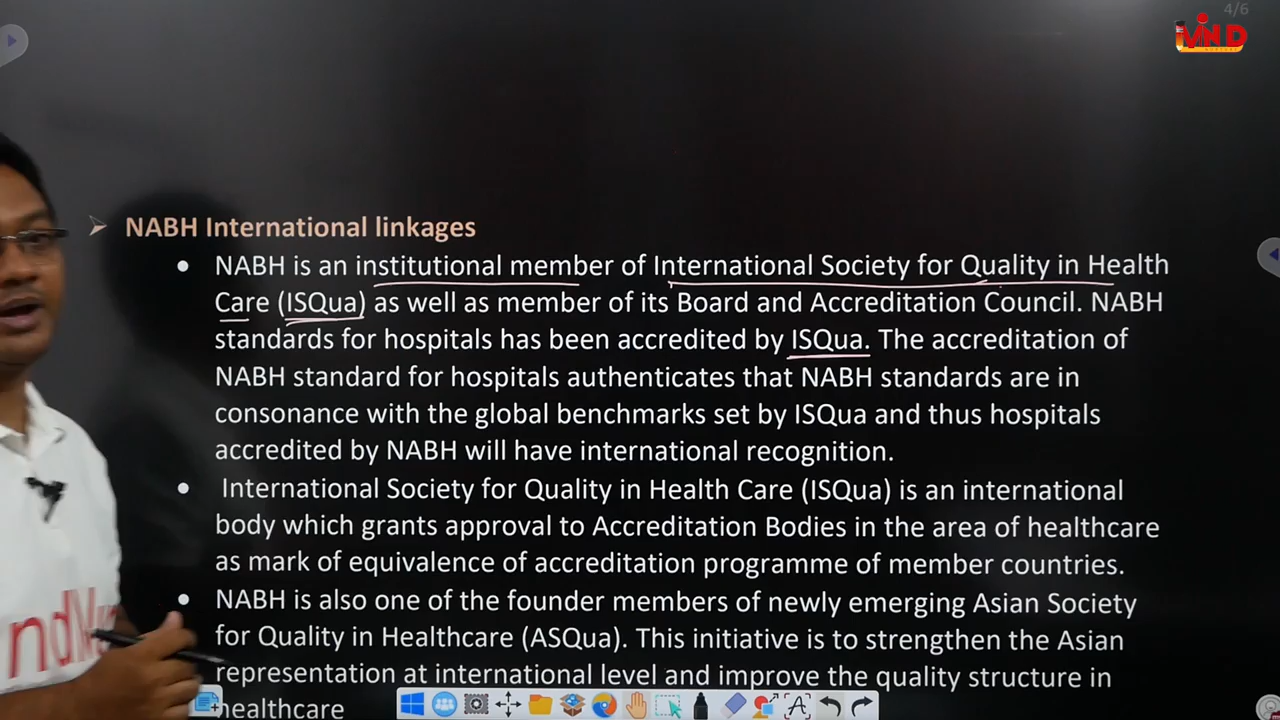 4/6
MIND
NABH International linkages
NABH is an institutional member of International Society for Quality in Health
Care (ISQua) as well as member of its Board and Accreditation Council. NABH
standards for hospitals has been accredited by ISQua. The accreditation of
NABH standard for hospitals authenticates that NABH standards are in
consonance with the global benchmarks set by ISQua and thus hospitals
accredited by NABH will have international recognition.
International Society for Quality in Health Care (ISQua) is an international
body which grants approval to Accreditation Bodies in the area of healthcare
as mark of equivalence of accreditation programme of member countries.
NABH is also one of the founder members of newly emerging Asian Society
for Quality in Healthcare (ASQua). This initiative is to strengthen the Asian
representation at international level and improve the quality structure in
healthcare